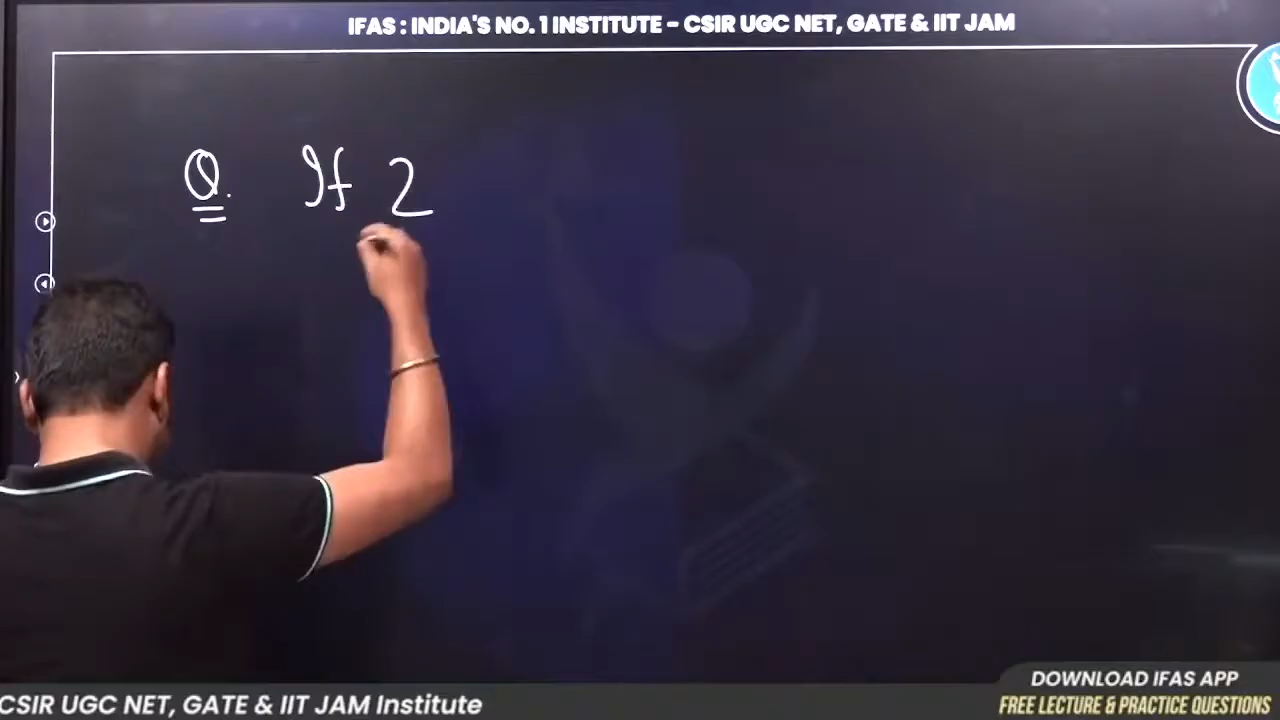 IFAS : INDIA'S NO. 1 INSTITUTE - CSIR UGC NET, GATE & IIT JAM
Q. If 2
DOWNLOAD IFAS APP
CSIR UGC NET, GATE & IIT JAM Institute
FREE LECTURE & PRACTICE QUESTIONS